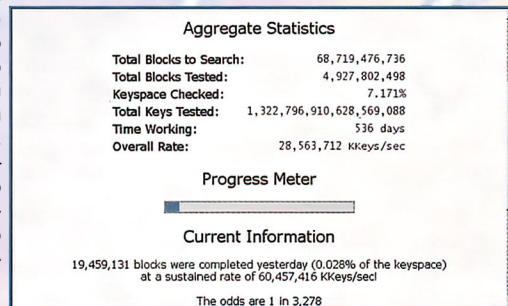 Aggregate Statistics
Total Blocks to Search: 68,719,476,736
Total Blocks Tested: 4,927,802,498
Keyspace Checked: 7.171%
Total Keys Tested: 1,322,796,910,628,569,088
Time Working: 536 days
Overall Rate: 28,563,712 KKeys/sec
Progress Meter
Current Information
19,459,131 blocks were completed yesterday (0.028% of the keyspace)
at a sustained rate of 60,457,416 KKeys/sec!
The odds are 1 in 3,278